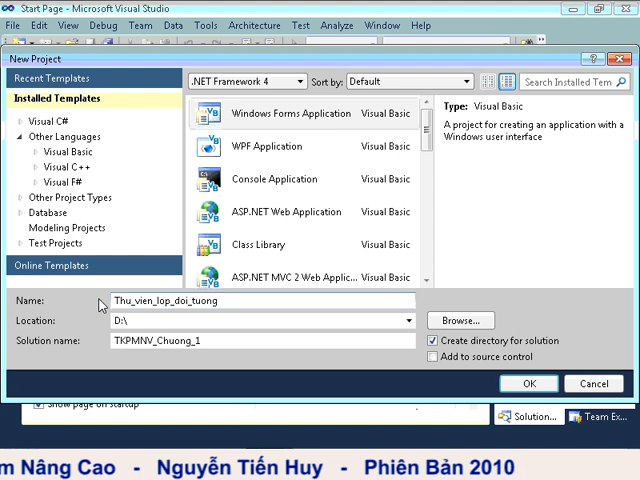 Start Page - Microsoft Visual Studio
File Edit View Debug Team Data Tools Architecture Test Analyze Window Help
New Project
Recent Templates
.NET Framework 4 Sort by: Default Search Installed Tem
Installed Templates
Visual C#
Other Languages
Visual Basic
Visual C++
Visual F#
Other Project Types
Database
Modeling Projects
Test Projects
Online Templates
Windows Forms Application Visual Basic
WPF Application Visual Basic
Console Application Visual Basic
ASP.NET Web Application Visual Basic
Class Library Visual Basic
ASP.NET MVC 2 Web Applic... Visual Basic
Type: Visual Basic
A project for creating an application with a
Windows user interface
Name: Thu_vien_lop_doi_tuong
Location: D:\ Browse...
Solution name: TKPMNV_Chuong_1
Create directory for solution
Add to source control
OK Cancel
Show page on startup
Solution... Team Ex...
m Nâng Cao - Nguyễn Tiến Huy - Phiên Bản 2010